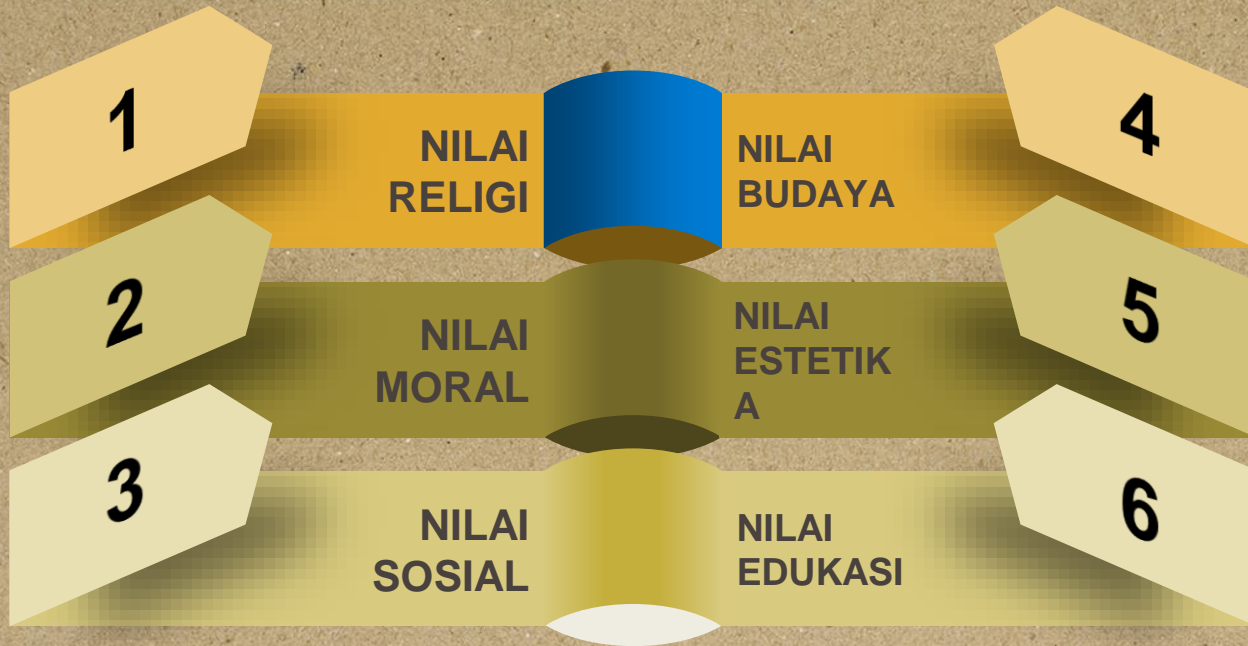 1
NILAI
RELIGI
2
NILAI
MORAL
3
NILAI
SOSIAL
4
NILAI
BUDAYA
5
NILAI
ESTETIK
A
6
NILAI
EDUKASI